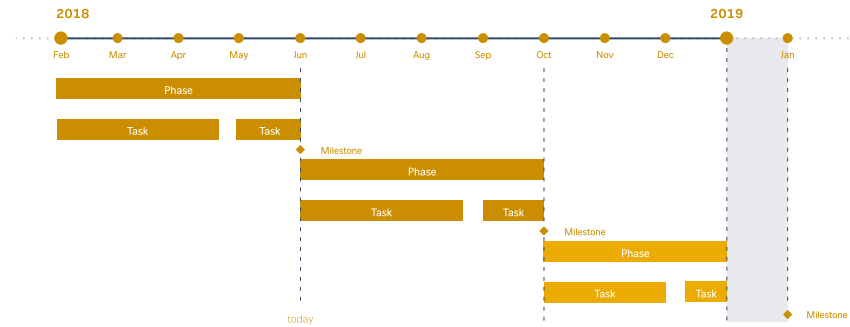 2018 2019
Feb Mar Apr May Jun Jul Aug Sep Oct Nov Dec Jan
Phase
Task Task
Milestone
Phase
Task Task
Milestone
Phase
Task Task
Milestone
today